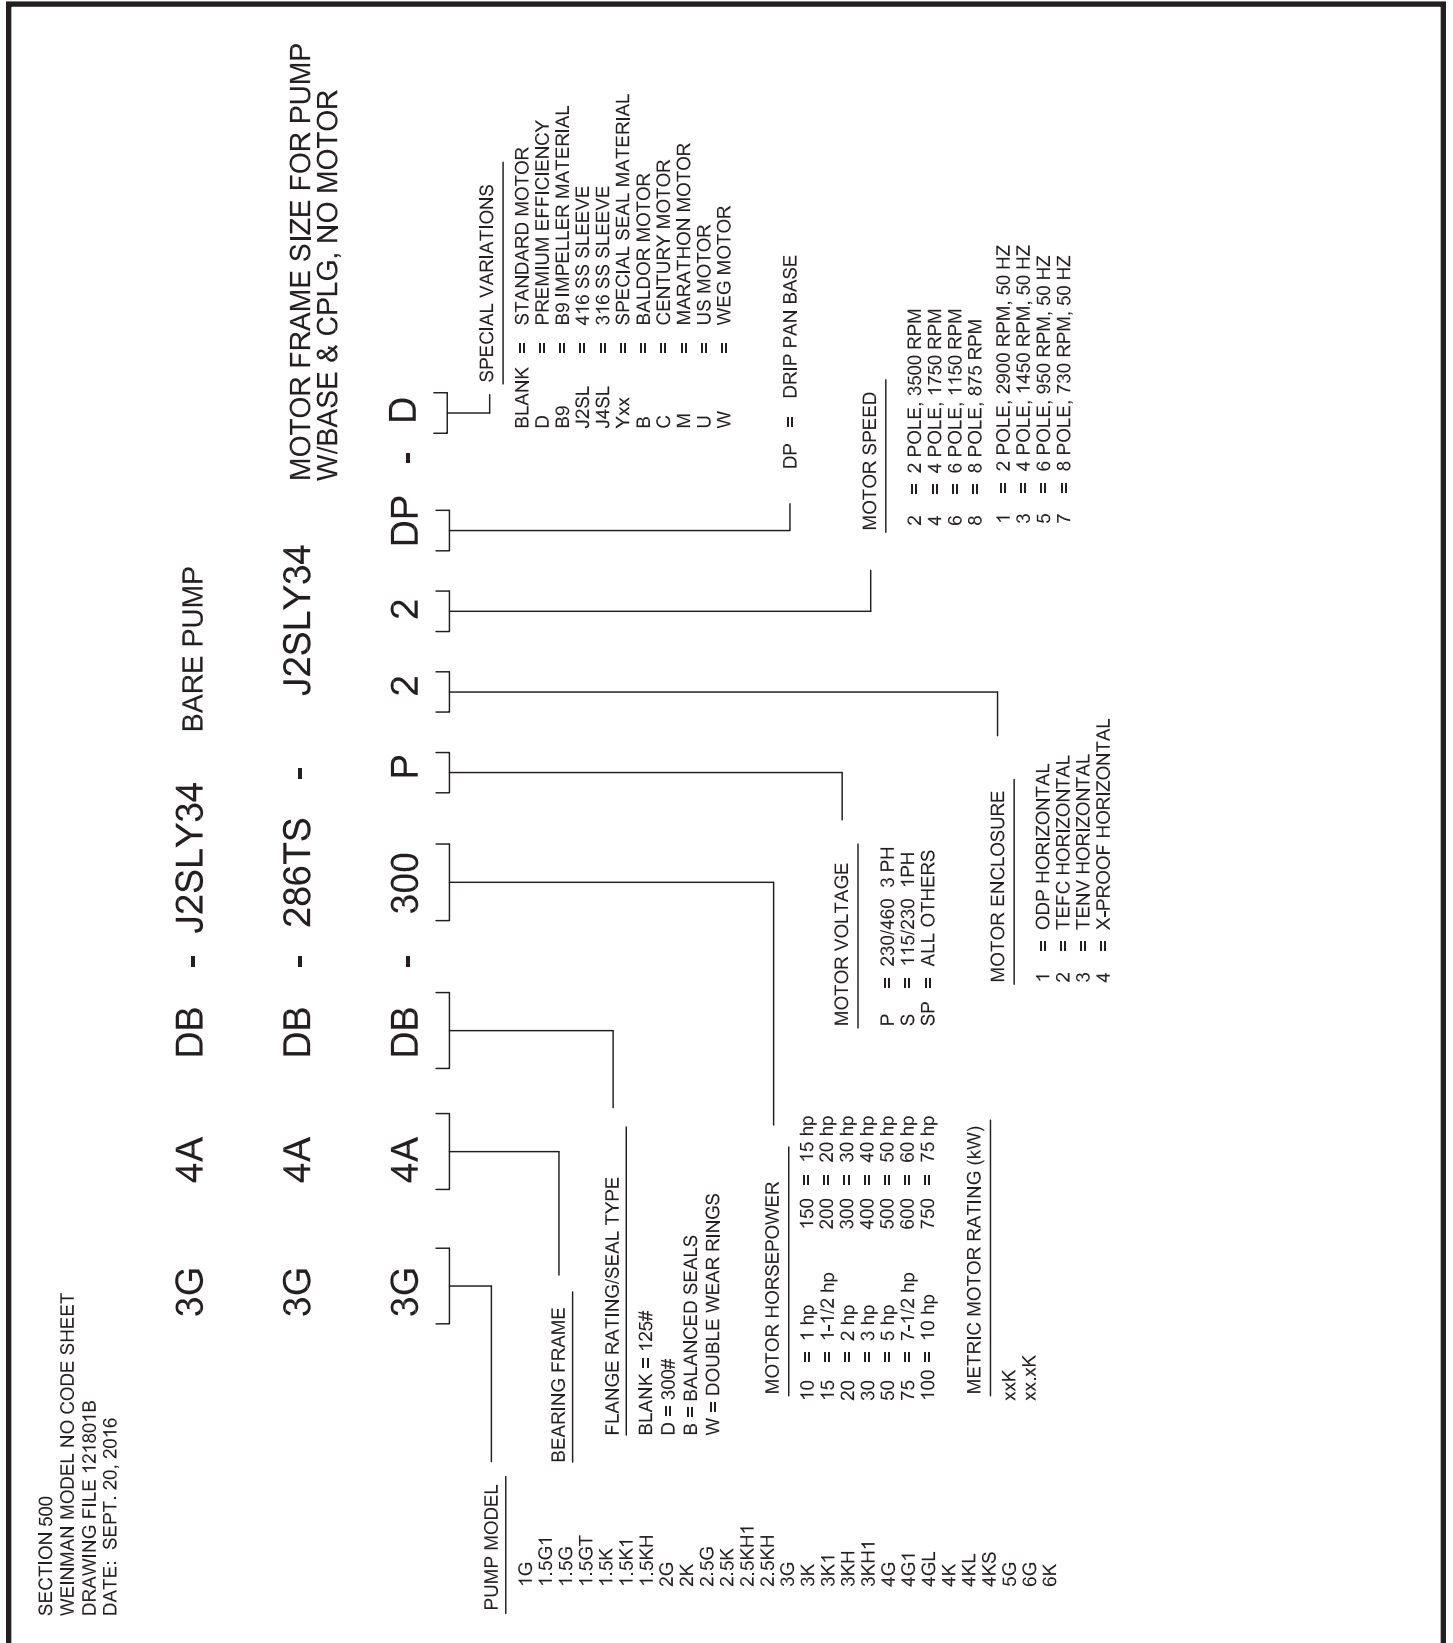 SECTION 500
WEINMAN MODEL NO CODE SHEET
DRAWING FILE 121801B
DATE: SEPT. 20, 2016
3G 4A DB - J2SLY34 BARE PUMP
3G 4A DB - 286TS - J2SLY34
MOTOR FRAME SIZE FOR PUMP
W/BASE & CPLG, NO MOTOR
3G 4A DB - 300 P 2 2 DP - D
PUMP MODEL
1G
1.5G1
1.5G
1.5GT
1.5K
1.5K1
1.5KH
2G
2K
2.5G
2.5K
2.5KH1
2.5KH
3G
3K
3K1
3KH
3KH1
4G
4G1
4GL
4K
4KL
4KS
5G
6G
6K
BEARING FRAME
FLANGE RATING/SEAL TYPE
BLANK = 125#
D = 300#
B = BALANCED SEALS
W = DOUBLE WEAR RINGS
MOTOR HORSEPOWER
10 = 1 hp 150 = 15 hp
15 = 1-1/2 hp 200 = 20 hp
20 = 2 hp 300 = 30 hp
30 = 3 hp 400 = 40 hp
50 = 5 hp 500 = 50 hp
75 = 7-1/2 hp 600 = 60 hp
100 = 10 hp 750 = 75 hp
METRIC MOTOR RATING (kW)
xxK
xx.xK
MOTOR VOLTAGE
P = 230/460 3 PH
S = 115/230 1PH
SP = ALL OTHERS
MOTOR ENCLOSURE
1 = ODP HORIZONTAL
2 = TEFC HORIZONTAL
3 = TENV HORIZONTAL
4 = X-PROOF HORIZONTAL
MOTOR SPEED
2 = 2 POLE, 3500 RPM
4 = 4 POLE, 1750 RPM
6 = 6 POLE, 1150 RPM
8 = 8 POLE, 875 RPM
1 = 2 POLE, 2900 RPM, 50 HZ
3 = 4 POLE, 1450 RPM, 50 HZ
5 = 6 POLE, 950 RPM, 50 HZ
7 = 8 POLE, 730 RPM, 50 HZ
DP = DRIP PAN BASE
SPECIAL VARIATIONS
BLANK = STANDARD MOTOR
D = PREMIUM EFFICIENCY
B9 = B9 IMPELLER MATERIAL
J2SL = 416 SS SLEEVE
J4SL = 316 SS SLEEVE
Yxx = SPECIAL SEAL MATERIAL
B = BALDOR MOTOR
C = CENTURY MOTOR
M = MARATHON MOTOR
U = US MOTOR
W = WEG MOTOR